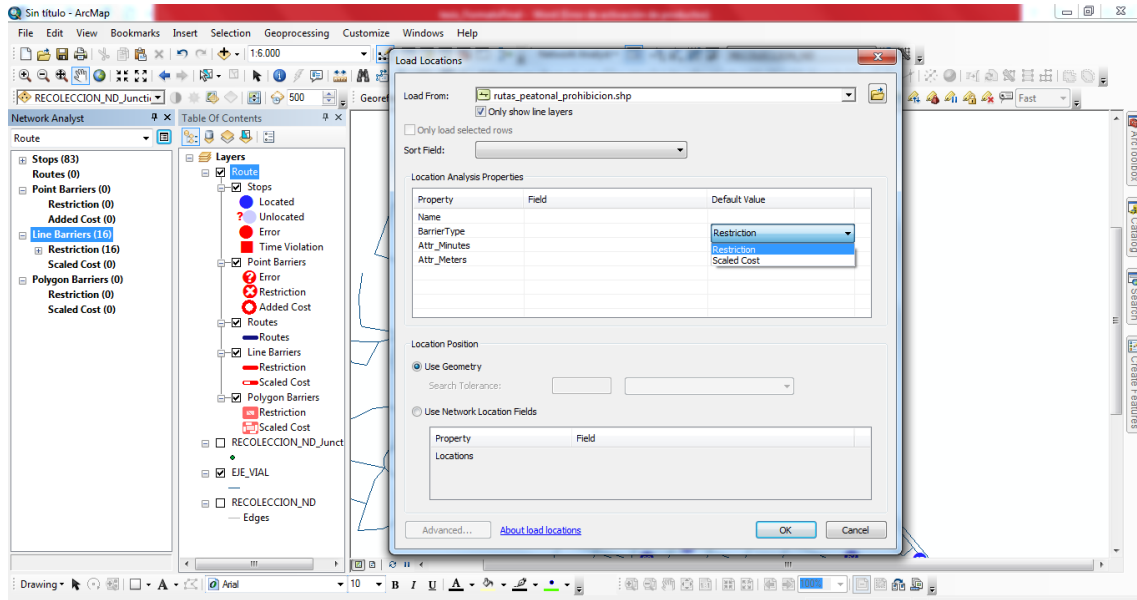 Sin título - ArcMap
File Edit View Bookmarks Insert Selection Geoprocessing Customize Windows Help
1:6.000
RECOLECCION_ND_Juncti
500
Georef
Fast
Network Analyst
Route
Stops (83)
Routes (0)
Point Barriers (0)
Restriction (0)
Added Cost (0)
Line Barriers (16)
Restriction (16)
Scaled Cost (0)
Polygon Barriers (0)
Restriction (0)
Scaled Cost (0)
Table Of Contents
Layers
Route
Stops
Located
Unlocated
Error
Time Violation
Point Barriers
Error
Restriction
Added Cost
Routes
Routes
Line Barriers
Restriction
Scaled Cost
Polygon Barriers
Restriction
Scaled Cost
RECOLECCION_ND_Junct
EJE_VIAL
RECOLECCION_ND
Edges
Load Locations
Load From: rutas_peatonal_prohibicion.shp
Only show line layers
Only load selected rows
Sort Field:
Location Analysis Properties
Property Field Default Value
Name
BarrierType Restriction
Attr_Minutes Restriction
Attr_Meters Scaled Cost
Location Position
Use Geometry
Search Tolerance:
Use Network Location Fields
Property Field
Locations
Advanced... About load locations OK Cancel
ArcToolbox
Catalog
Search
Create Features
Drawing A Arial 10 B I U A 100%